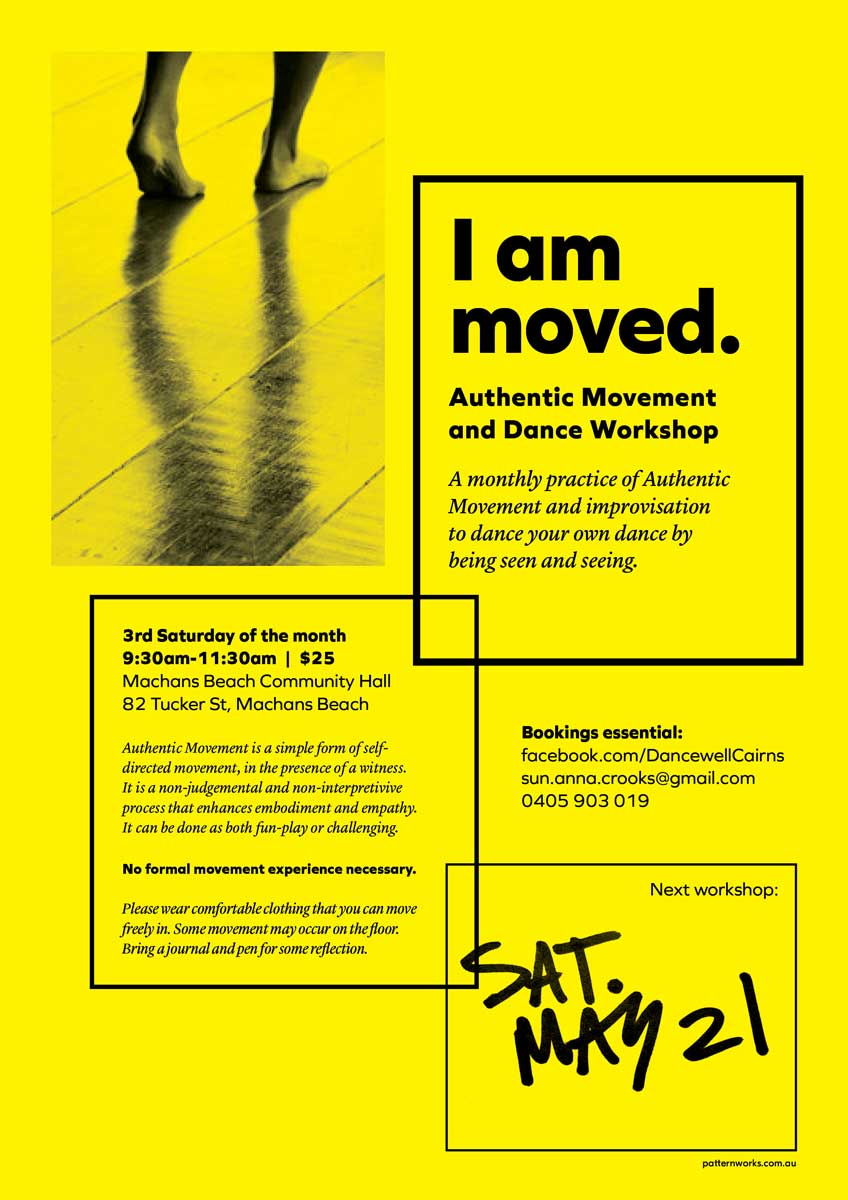 I am
moved.
Authentic Movement
and Dance Workshop
A monthly practice of Authentic
Movement and improvisation
to dance your own dance by
being seen and seeing.
3rd Saturday of the month
9:30am-11:30am | $25
Machans Beach Community Hall
82 Tucker St, Machans Beach
Authentic Movement is a simple form of self-
directed movement, in the presence of a witness.
It is a non-judgemental and non-interpretivive
process that enhances embodiment and empathy.
It can be done as both fun-play or challenging.
No formal movement experience necessary.
Please wear comfortable clothing that you can move
freely in. Some movement may occur on the floor.
Bring a journal and pen for some reflection.
Bookings essential:
facebook.com/DancewellCairns
sun.anna.crooks@gmail.com
0405 903 019
Next workshop:
SAT.
MAY 21
patternworks.com.au